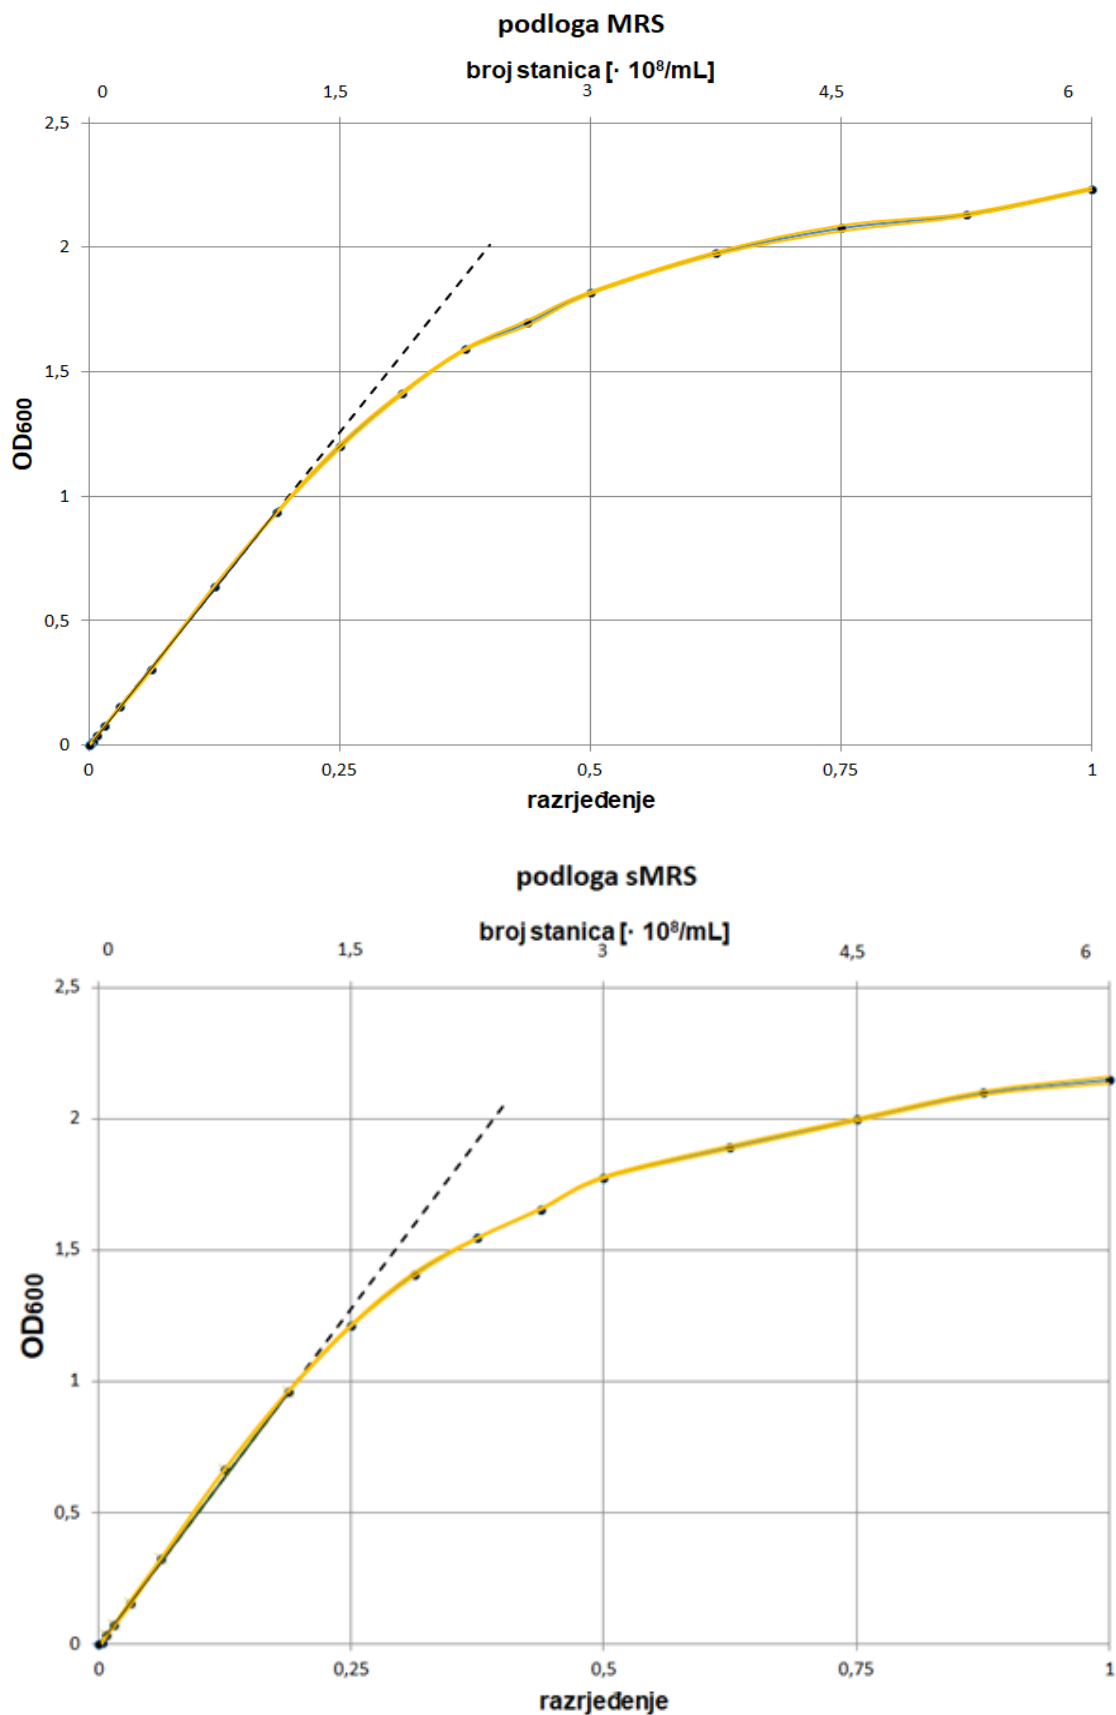 podloga MRS
broj stanica [· 10⁸/mL]
0 1,5 3 4,5 6
2,5
2
1,5
OD600
1
0,5
0
0 0,25 0,5 0,75 1
razrjeđenje
podloga sMRS
broj stanica [· 10⁸/mL]
0 1,5 3 4,5 6
2,5
2
1,5
OD600
1
0,5
0
0 0,25 0,5 0,75 1
razrjeđenje